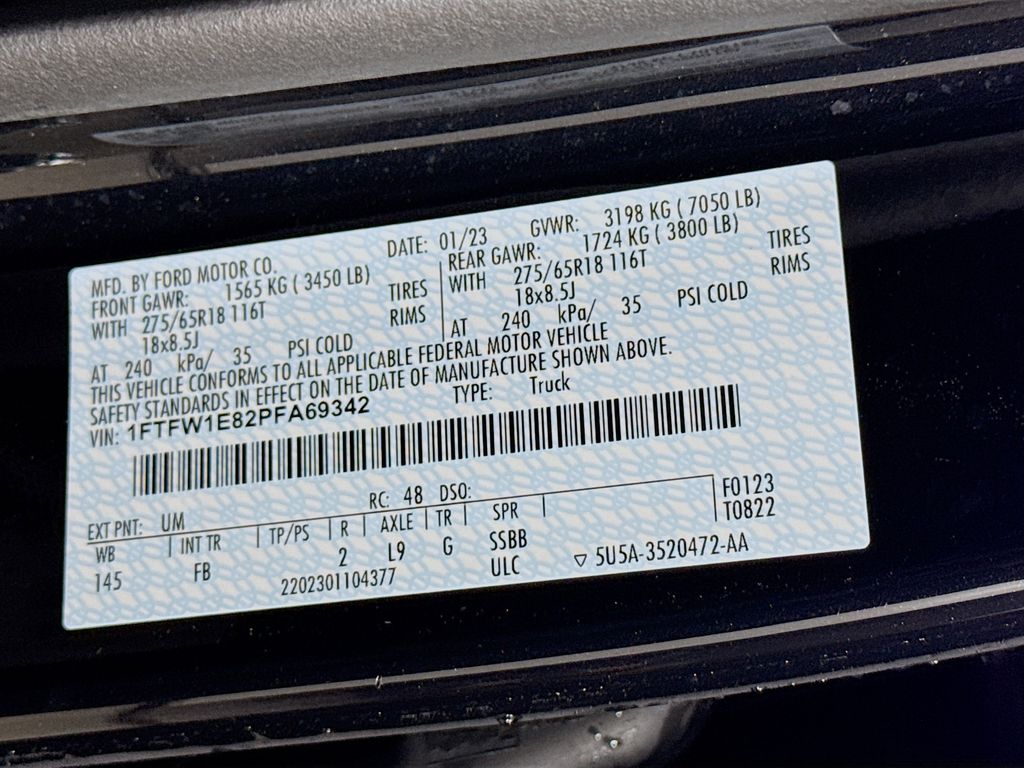 MFD. BY FORD MOTOR CO. DATE: 01/23 GVWR: 3198 KG ( 7050 LB)
FRONT GAWR: 1565 KG ( 3450 LB) REAR GAWR: 1724 KG ( 3800 LB)
WITH 275/65R18 116T TIRES WITH 275/65R18 116T TIRES
18x8.5J RIMS 18x8.5J RIMS
AT 240 kPa/ 35 PSI COLD AT 240 kPa/ 35 PSI COLD
THIS VEHICLE CONFORMS TO ALL APPLICABLE FEDERAL MOTOR VEHICLE
SAFETY STANDARDS IN EFFECT ON THE DATE OF MANUFACTURE SHOWN ABOVE.
VIN: 1FTFW1E82PFA69342 TYPE: Truck
EXT PNT: UM RC: 48 DSO: F0123
WB INT TR TP/PS R AXLE TR SPR T0822
145 FB 2 L9 G SSBB
2202301104377 ULC ▽ 5U5A-3520472-AA